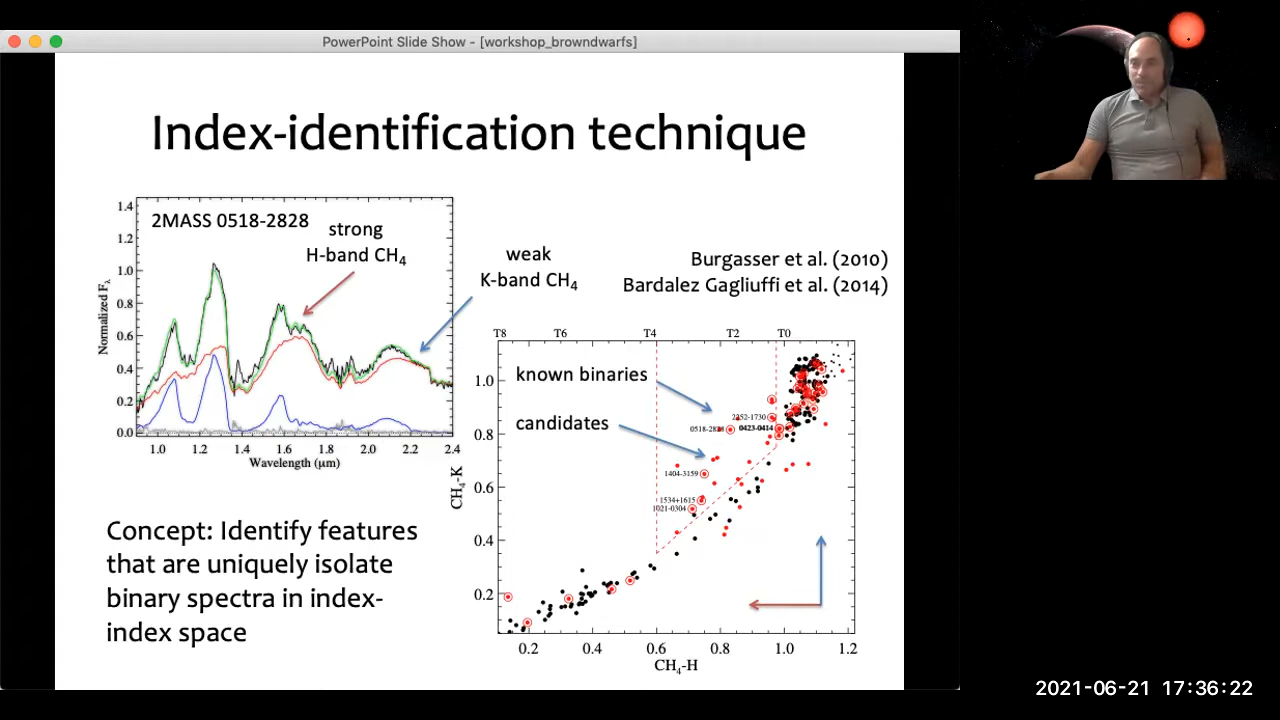 PowerPoint Slide Show - [workshop_browndwarfs]
Index-identification technique
2MASS 0518-2828
strong
H-band CH4
weak
K-band CH4
Burgasser et al. (2010)
Bardalez Gagliuffi et al. (2014)
1.4
1.2
1.0
0.8
0.6
0.4
0.2
0.0
Normalized Fλ
1.0 1.2 1.4 1.6 1.8 2.0 2.2 2.4
Wavelength (μm)
T8 T6 T4 T2 T0
known binaries
candidates
2252-1730
0518-2828 0423-0414
1404-3159
1534+1615
1021-0304
1.0
0.8
0.6
0.4
0.2
CH4-K
0.2 0.4 0.6 0.8 1.0 1.2
CH4-H
Concept: Identify features
that are uniquely isolate
binary spectra in index-
index space
2021-06-21 17:36:22